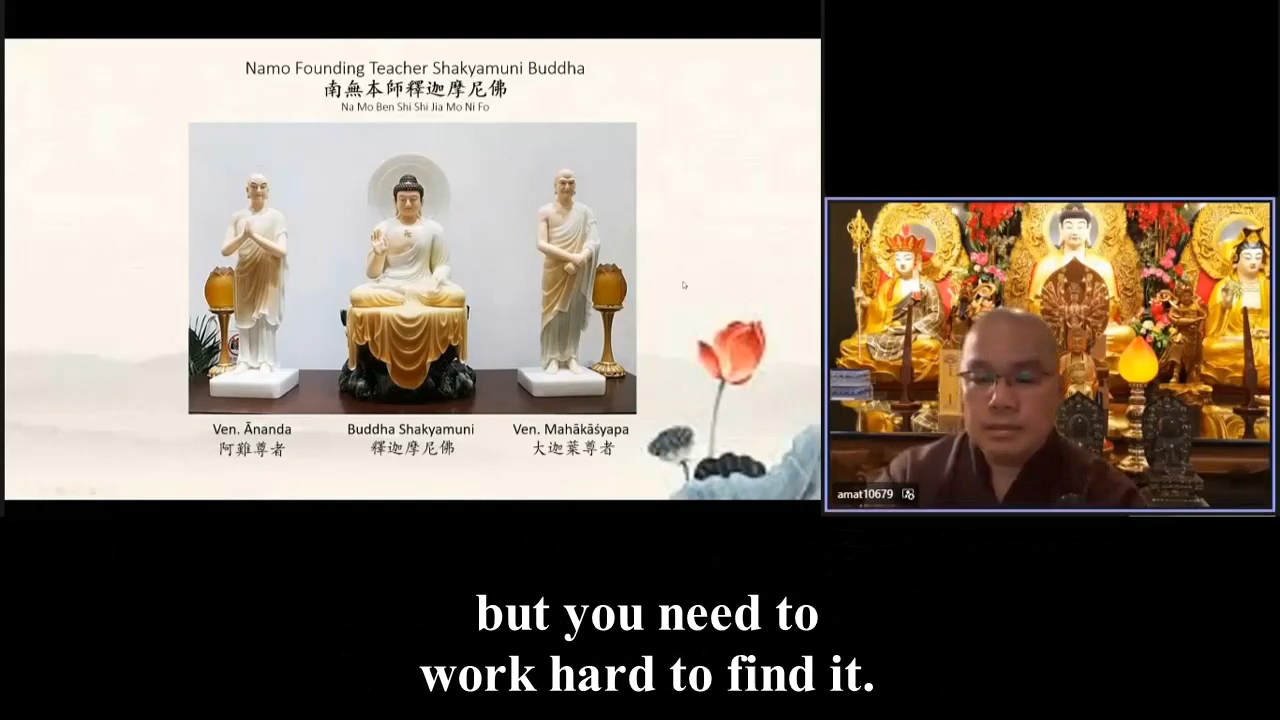 Namo Founding Teacher Shakyamuni Buddha
南無本師釋迦摩尼佛
Na Mo Ben Shi Shi Jia Mo Ni Fo
Ven. Ānanda
阿難尊者
Buddha Shakyamuni
釋迦摩尼佛
Ven. Mahākāśyapa
大迦葉尊者
amat10679
but you need to
work hard to find it.